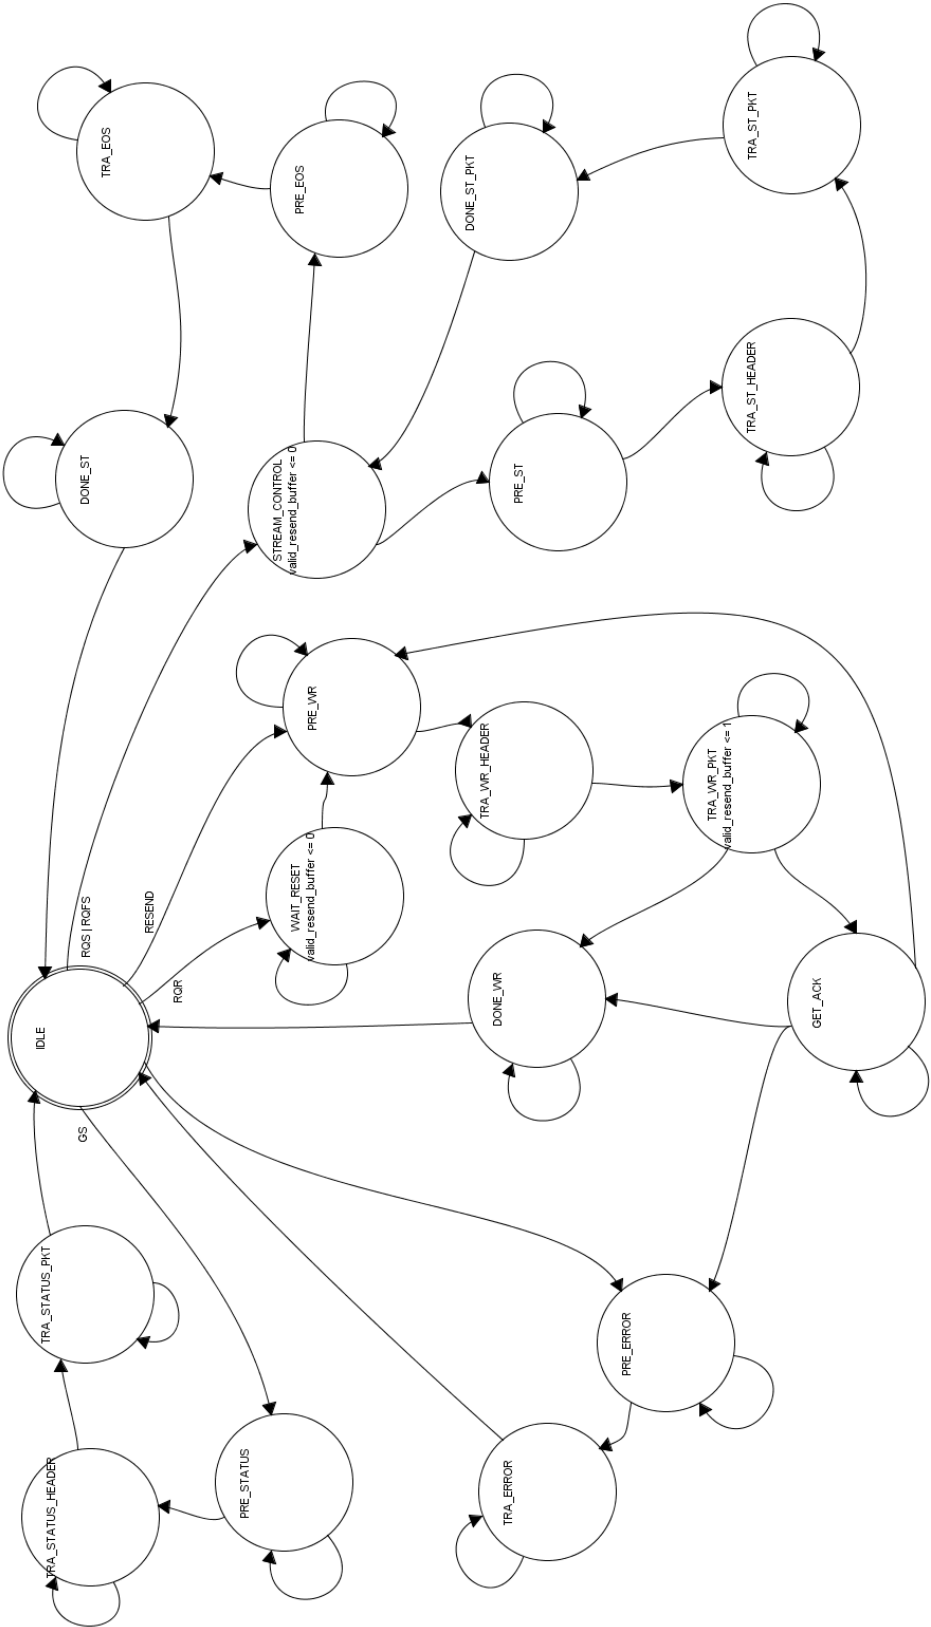 TRA_EOS
PRE_EOS
DONE_ST_PKT
TRA_ST_PKT
DONE_ST
STREAM_CONTROL
valid_resend_buffer <= 0
PRE_ST
TRA_ST_HEADER
PRE_WR
TRA_WR_HEADER
TRA_WR_PKT
valid_resend_buffer <= 1
WAIT_RESET
valid_resend_buffer <= 0
RQS | RQFS
RESEND
RQR
IDLE
GS
DONE_WR
GET_ACK
TRA_STATUS_PKT
PRE_ERROR
TRA_STATUS_HEADER
PRE_STATUS
TRA_ERROR